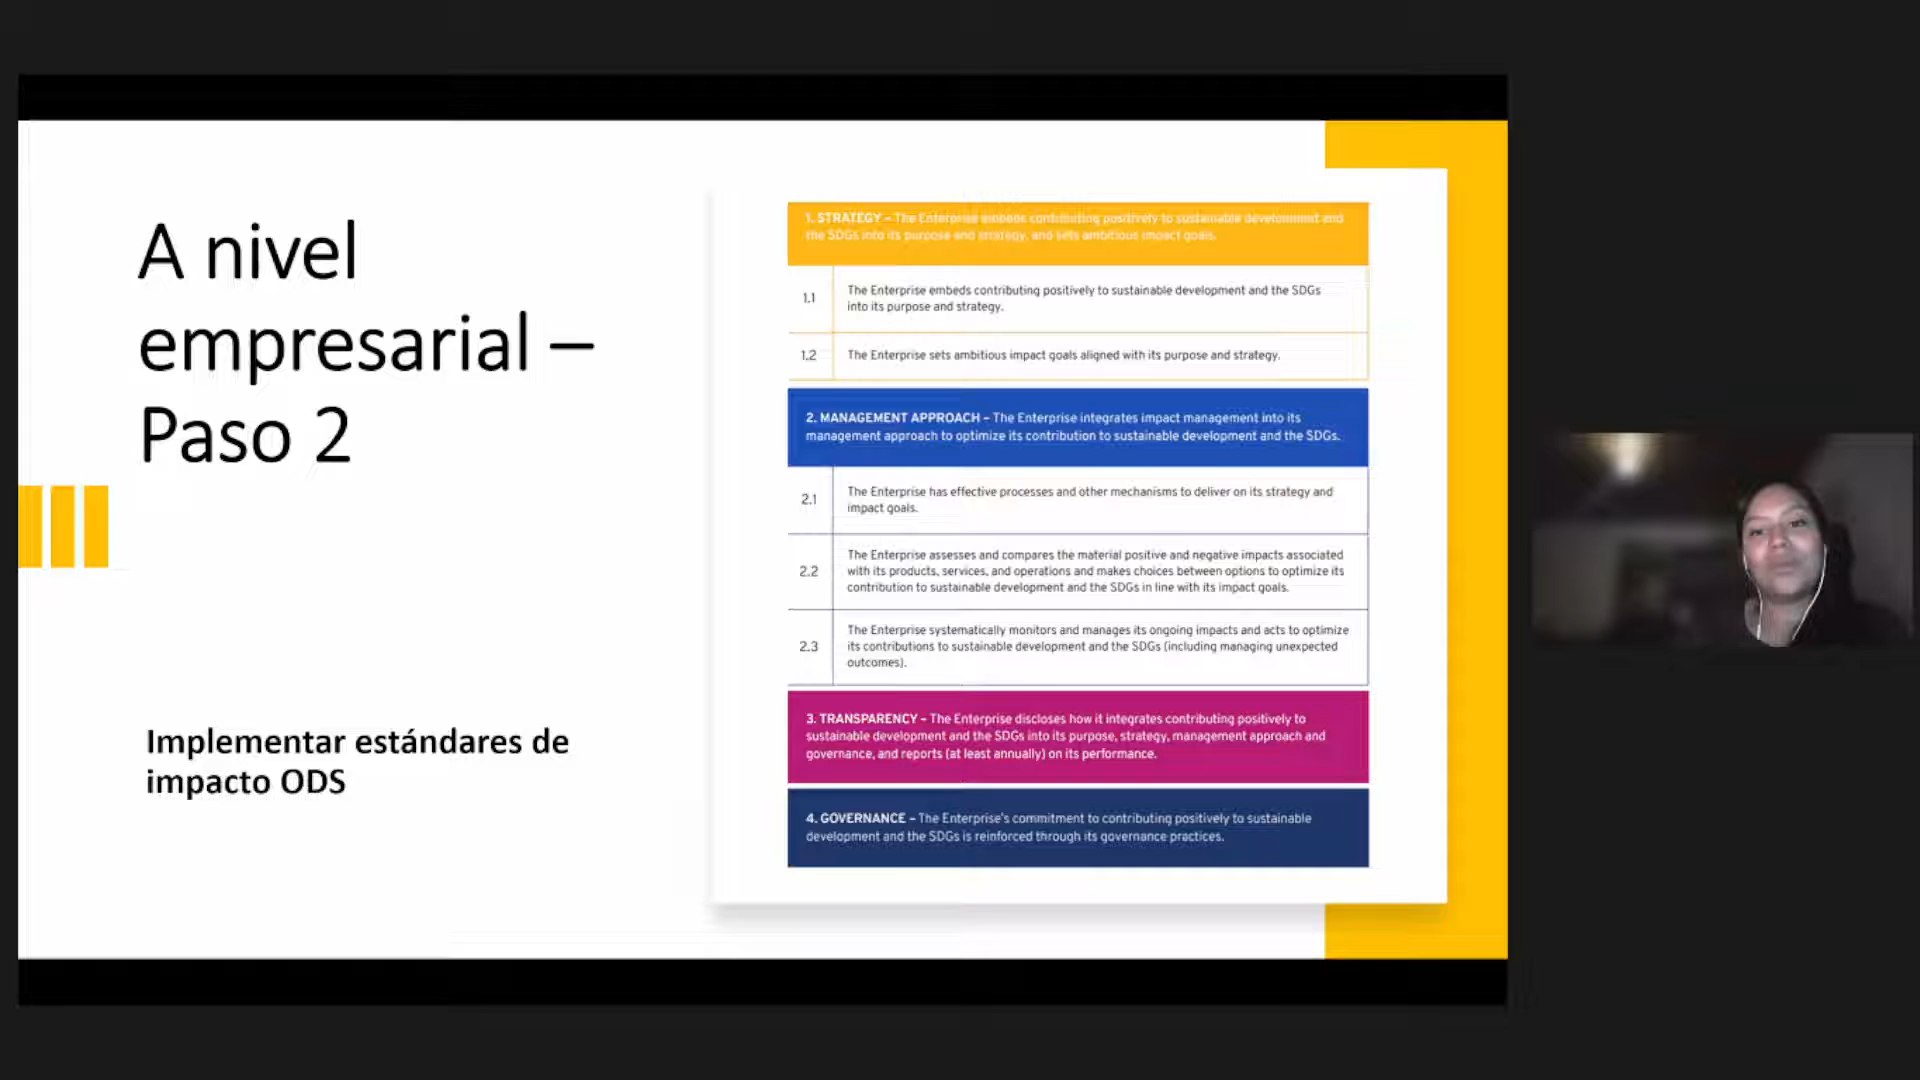 A nivel
empresarial –
Paso 2
Implementar estándares de
impacto ODS
1. STRATEGY – The Enterprise embeds contributing positively to sustainable development and
the SDGs into its purpose and strategy, and sets ambitious impact goals.
1.1 The Enterprise embeds contributing positively to sustainable development and the SDGs
into its purpose and strategy.
1.2 The Enterprise sets ambitious impact goals aligned with its purpose and strategy.
2. MANAGEMENT APPROACH – The Enterprise integrates impact management into its
management approach to optimize its contribution to sustainable development and the SDGs.
2.1 The Enterprise has effective processes and other mechanisms to deliver on its strategy and
impact goals.
2.2 The Enterprise assesses and compares the material positive and negative impacts associated
with its products, services, and operations and makes choices between options to optimize its
contribution to sustainable development and the SDGs in line with its impact goals.
2.3 The Enterprise systematically monitors and manages its ongoing impacts and acts to optimize
its contributions to sustainable development and the SDGs (including managing unexpected
outcomes).
3. TRANSPARENCY – The Enterprise discloses how it integrates contributing positively to
sustainable development and the SDGs into its purpose, strategy, management approach and
governance, and reports (at least annually) on its performance.
4. GOVERNANCE – The Enterprise's commitment to contributing positively to sustainable
development and the SDGs is reinforced through its governance practices.